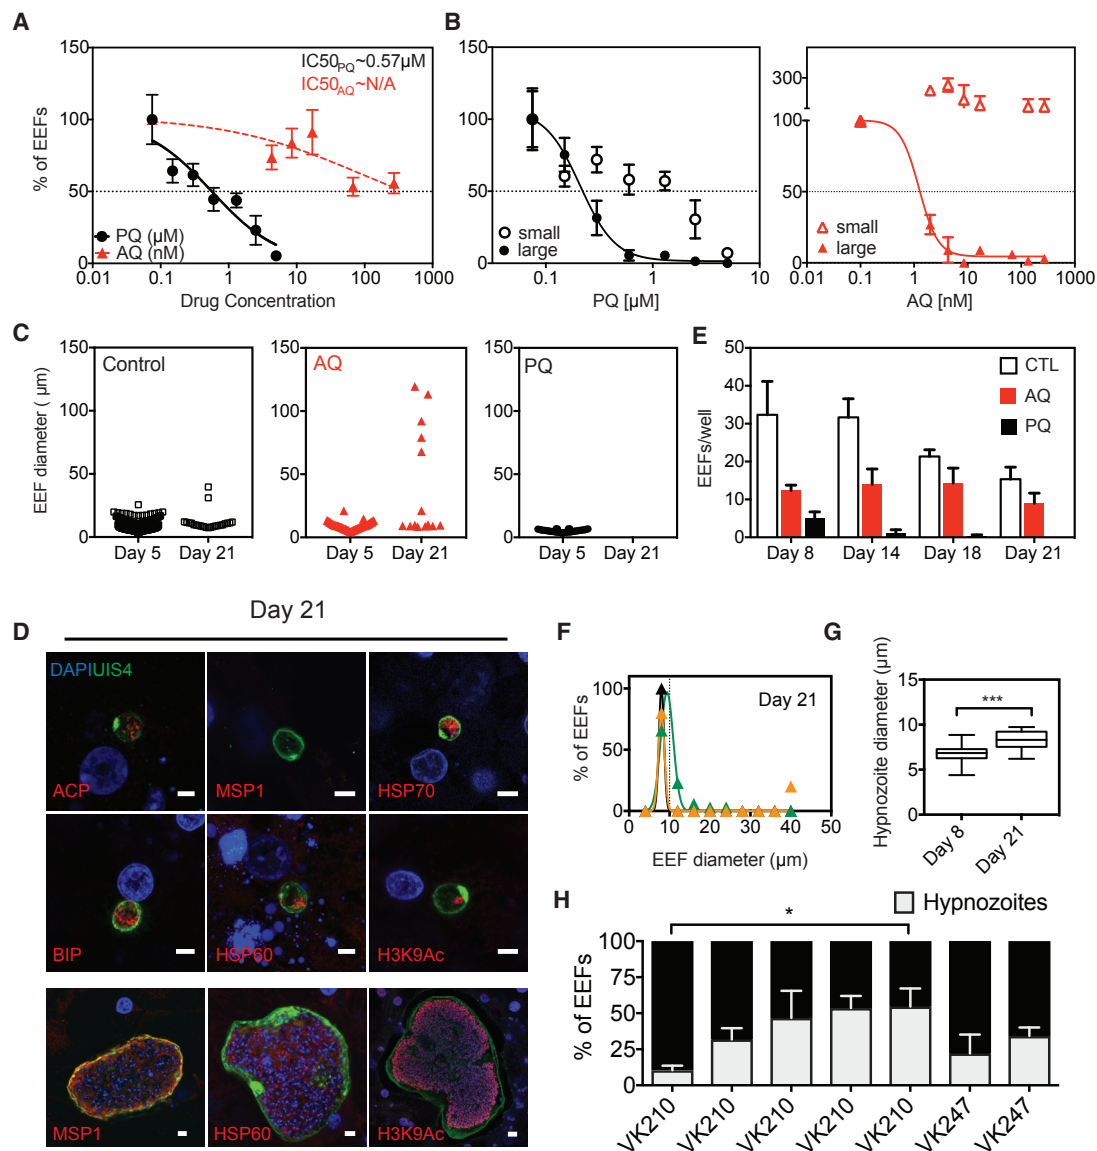 A
150
100
50
0
% of EEFs
IC50PQ~0.57µM
IC50AQ~N/A
PQ (µM)
AQ (nM)
0.01
0.1
1
10
100
1000
Drug Concentration
B
150
100
50
0
small
large
0.1
1
10
PQ [µM]
300
100
50
0
small
large
0.01
0.1
1
10
100
1000
AQ [nM]
C
150
100
50
0
EEF diameter ( µm)
Control
Day 5
Day 21
150
100
50
0
AQ
Day 5
Day 21
150
100
50
0
PQ
Day 5
Day 21
E
50
40
30
20
10
0
EEFs/well
CTL
AQ
PQ
Day 8
Day 14
Day 18
Day 21
Day 21
D
DAPIUIS4
ACP
MSP1
HSP70
BIP
HSP60
H3K9Ac
MSP1
HSP60
H3K9Ac
F
100
50
0
% of EEFs
Day 21
0
10
20
30
40
50
EEF diameter (µm)
G
15
10
5
0
Hypnozoite diameter (µm)
***
Day 8
Day 21
H
Hypnozoites
*
100
75
50
25
0
% of EEFs
VK210
VK210
VK210
VK210
VK210
VK247
VK247